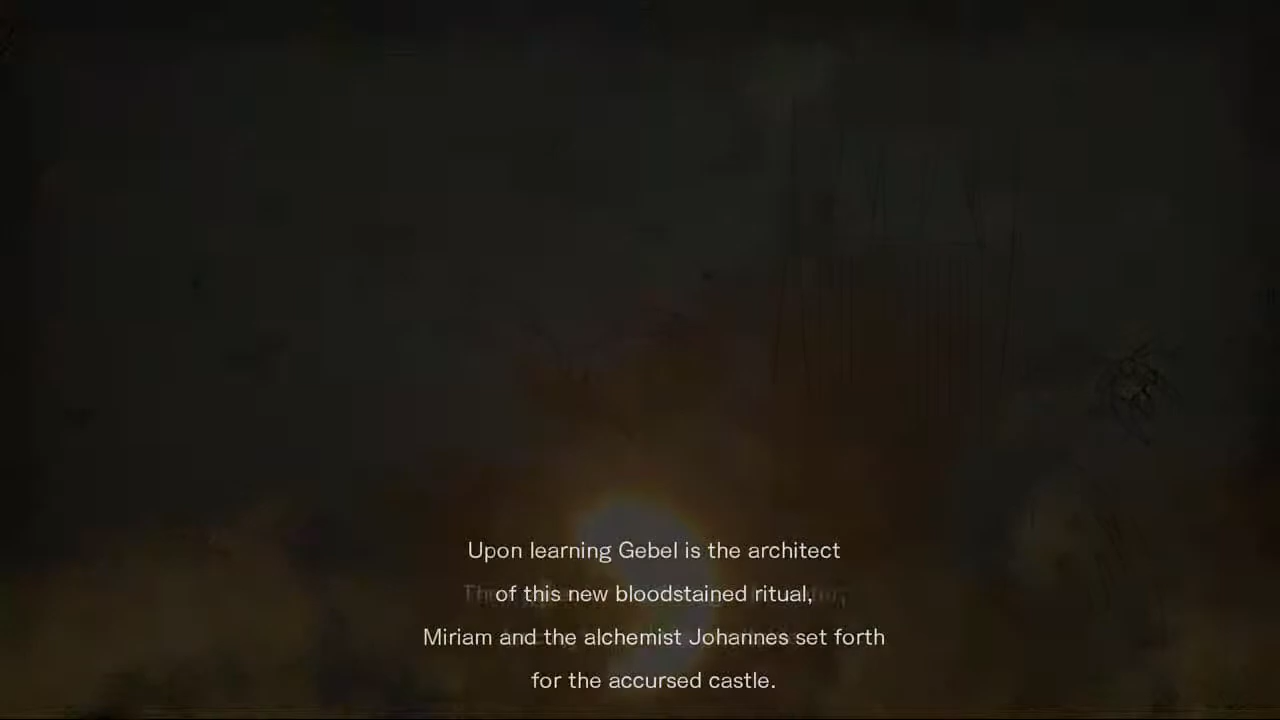 Upon learning Gebel is the architect
of this new bloodstained ritual,
Miriam and the alchemist Johannes set forth
for the accursed castle.